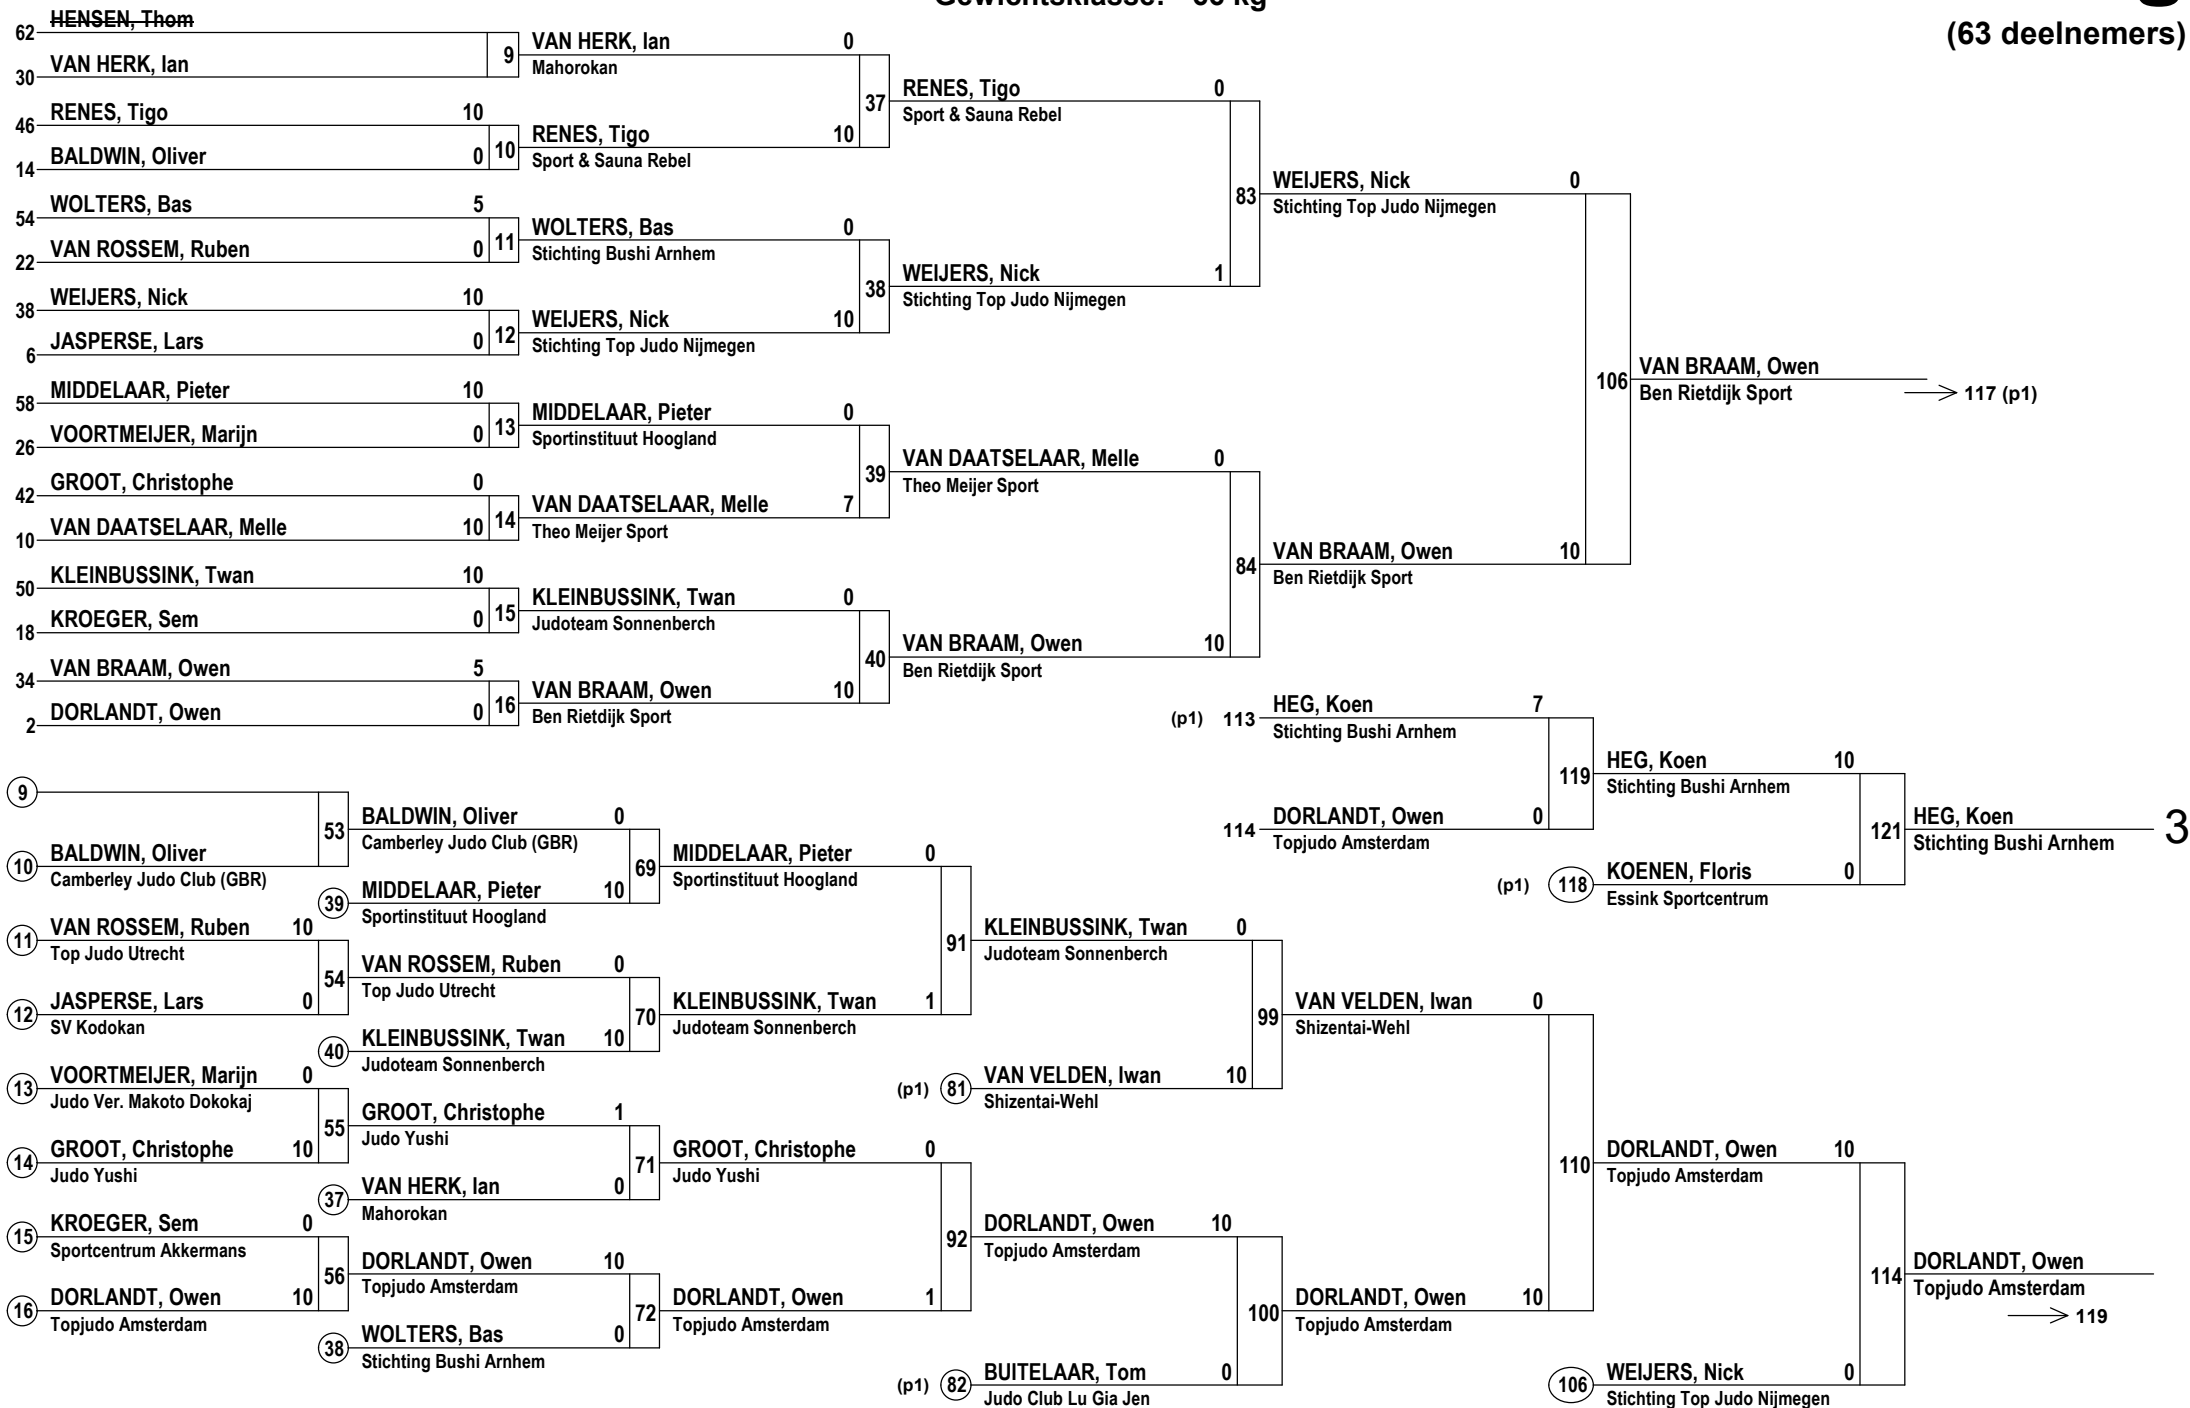 (63 deelnemers)
62 HENSEN, Thom
30 VAN HERK, Ian
9
46 RENES, Tigo 10
14 BALDWIN, Oliver 0
10
54 WOLTERS, Bas 5
22 VAN ROSSEM, Ruben 0
11
38 WEIJERS, Nick 10
6 JASPERSE, Lars 0
12
58 MIDDELAAR, Pieter 10
26 VOORTMEIJER, Marijn 0
13
42 GROOT, Christophe 0
10 VAN DAATSELAAR, Melle 10
14
50 KLEINBUSSINK, Twan 10
18 KROEGER, Sem 0
15
34 VAN BRAAM, Owen 5
2 DORLANDT, Owen 0
16
VAN HERK, Ian 0
Mahorokan
37
RENES, Tigo 10
Sport & Sauna Rebel
WOLTERS, Bas 0
Stichting Bushi Arnhem
38
WEIJERS, Nick 10
Stichting Top Judo Nijmegen
MIDDELAAR, Pieter 0
Sportinstituut Hoogland
39
VAN DAATSELAAR, Melle 7
Theo Meijer Sport
KLEINBUSSINK, Twan 0
Judoteam Sonnenberch
40
VAN BRAAM, Owen 10
Ben Rietdijk Sport
RENES, Tigo 0
Sport & Sauna Rebel
83
WEIJERS, Nick 1
Stichting Top Judo Nijmegen
VAN DAATSELAAR, Melle 0
Theo Meijer Sport
84
VAN BRAAM, Owen 10
Ben Rietdijk Sport
WEIJERS, Nick 0
Stichting Top Judo Nijmegen
106
VAN BRAAM, Owen 10
Ben Rietdijk Sport
VAN BRAAM, Owen
Ben Rietdijk Sport
117 (p1)
(p1) 113 HEG, Koen 7
Stichting Bushi Arnhem
119
114 DORLANDT, Owen 0
Topjudo Amsterdam
HEG, Koen 10
Stichting Bushi Arnhem
121
(p1) 118 KOENEN, Floris 0
Essink Sportcentrum
HEG, Koen
Stichting Bushi Arnhem
3
9
53
10 BALDWIN, Oliver
Camberley Judo Club (GBR)
11 VAN ROSSEM, Ruben 10
Top Judo Utrecht
54
12 JASPERSE, Lars 0
SV Kodokan
13 VOORTMEIJER, Marijn 0
Judo Ver. Makoto Dokokaj
55
14 GROOT, Christophe 10
Judo Yushi
15 KROEGER, Sem 0
Sportcentrum Akkermans
56
16 DORLANDT, Owen 10
Topjudo Amsterdam
BALDWIN, Oliver 0
Camberley Judo Club (GBR)
69
39 MIDDELAAR, Pieter 10
Sportinstituut Hoogland
VAN ROSSEM, Ruben 0
Top Judo Utrecht
70
40 KLEINBUSSINK, Twan 10
Judoteam Sonnenberch
GROOT, Christophe 1
Judo Yushi
71
37 VAN HERK, Ian 0
Mahorokan
DORLANDT, Owen 10
Topjudo Amsterdam
72
38 WOLTERS, Bas 0
Stichting Bushi Arnhem
MIDDELAAR, Pieter 0
Sportinstituut Hoogland
91
KLEINBUSSINK, Twan 1
Judoteam Sonnenberch
GROOT, Christophe 0
Judo Yushi
92
DORLANDT, Owen 1
Topjudo Amsterdam
KLEINBUSSINK, Twan 0
Judoteam Sonnenberch
99
(p1) 81 VAN VELDEN, Iwan 10
Shizentai-Wehl
DORLANDT, Owen 10
Topjudo Amsterdam
100
(p1) 82 BUITELAAR, Tom 0
Judo Club Lu Gia Jen
VAN VELDEN, Iwan 0
Shizentai-Wehl
110
DORLANDT, Owen 10
Topjudo Amsterdam
DORLANDT, Owen 10
Topjudo Amsterdam
114
106 WEIJERS, Nick 0
Stichting Top Judo Nijmegen
DORLANDT, Owen
Topjudo Amsterdam
119